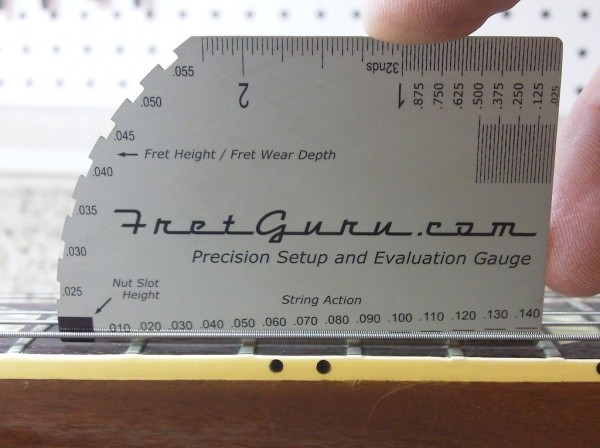 32nds
2
1
.875 .750 .625 .500 .375 .250 .125 .025
.055
.050
.045
Fret Height / Fret Wear Depth
.040
.035
FretGuru.com
Precision Setup and Evaluation Gauge
.030
.025
Nut Slot
Height
String Action
.010 .020 .030 .040 .050 .060 .070 .080 .090 .100 .110 .120 .130 .140